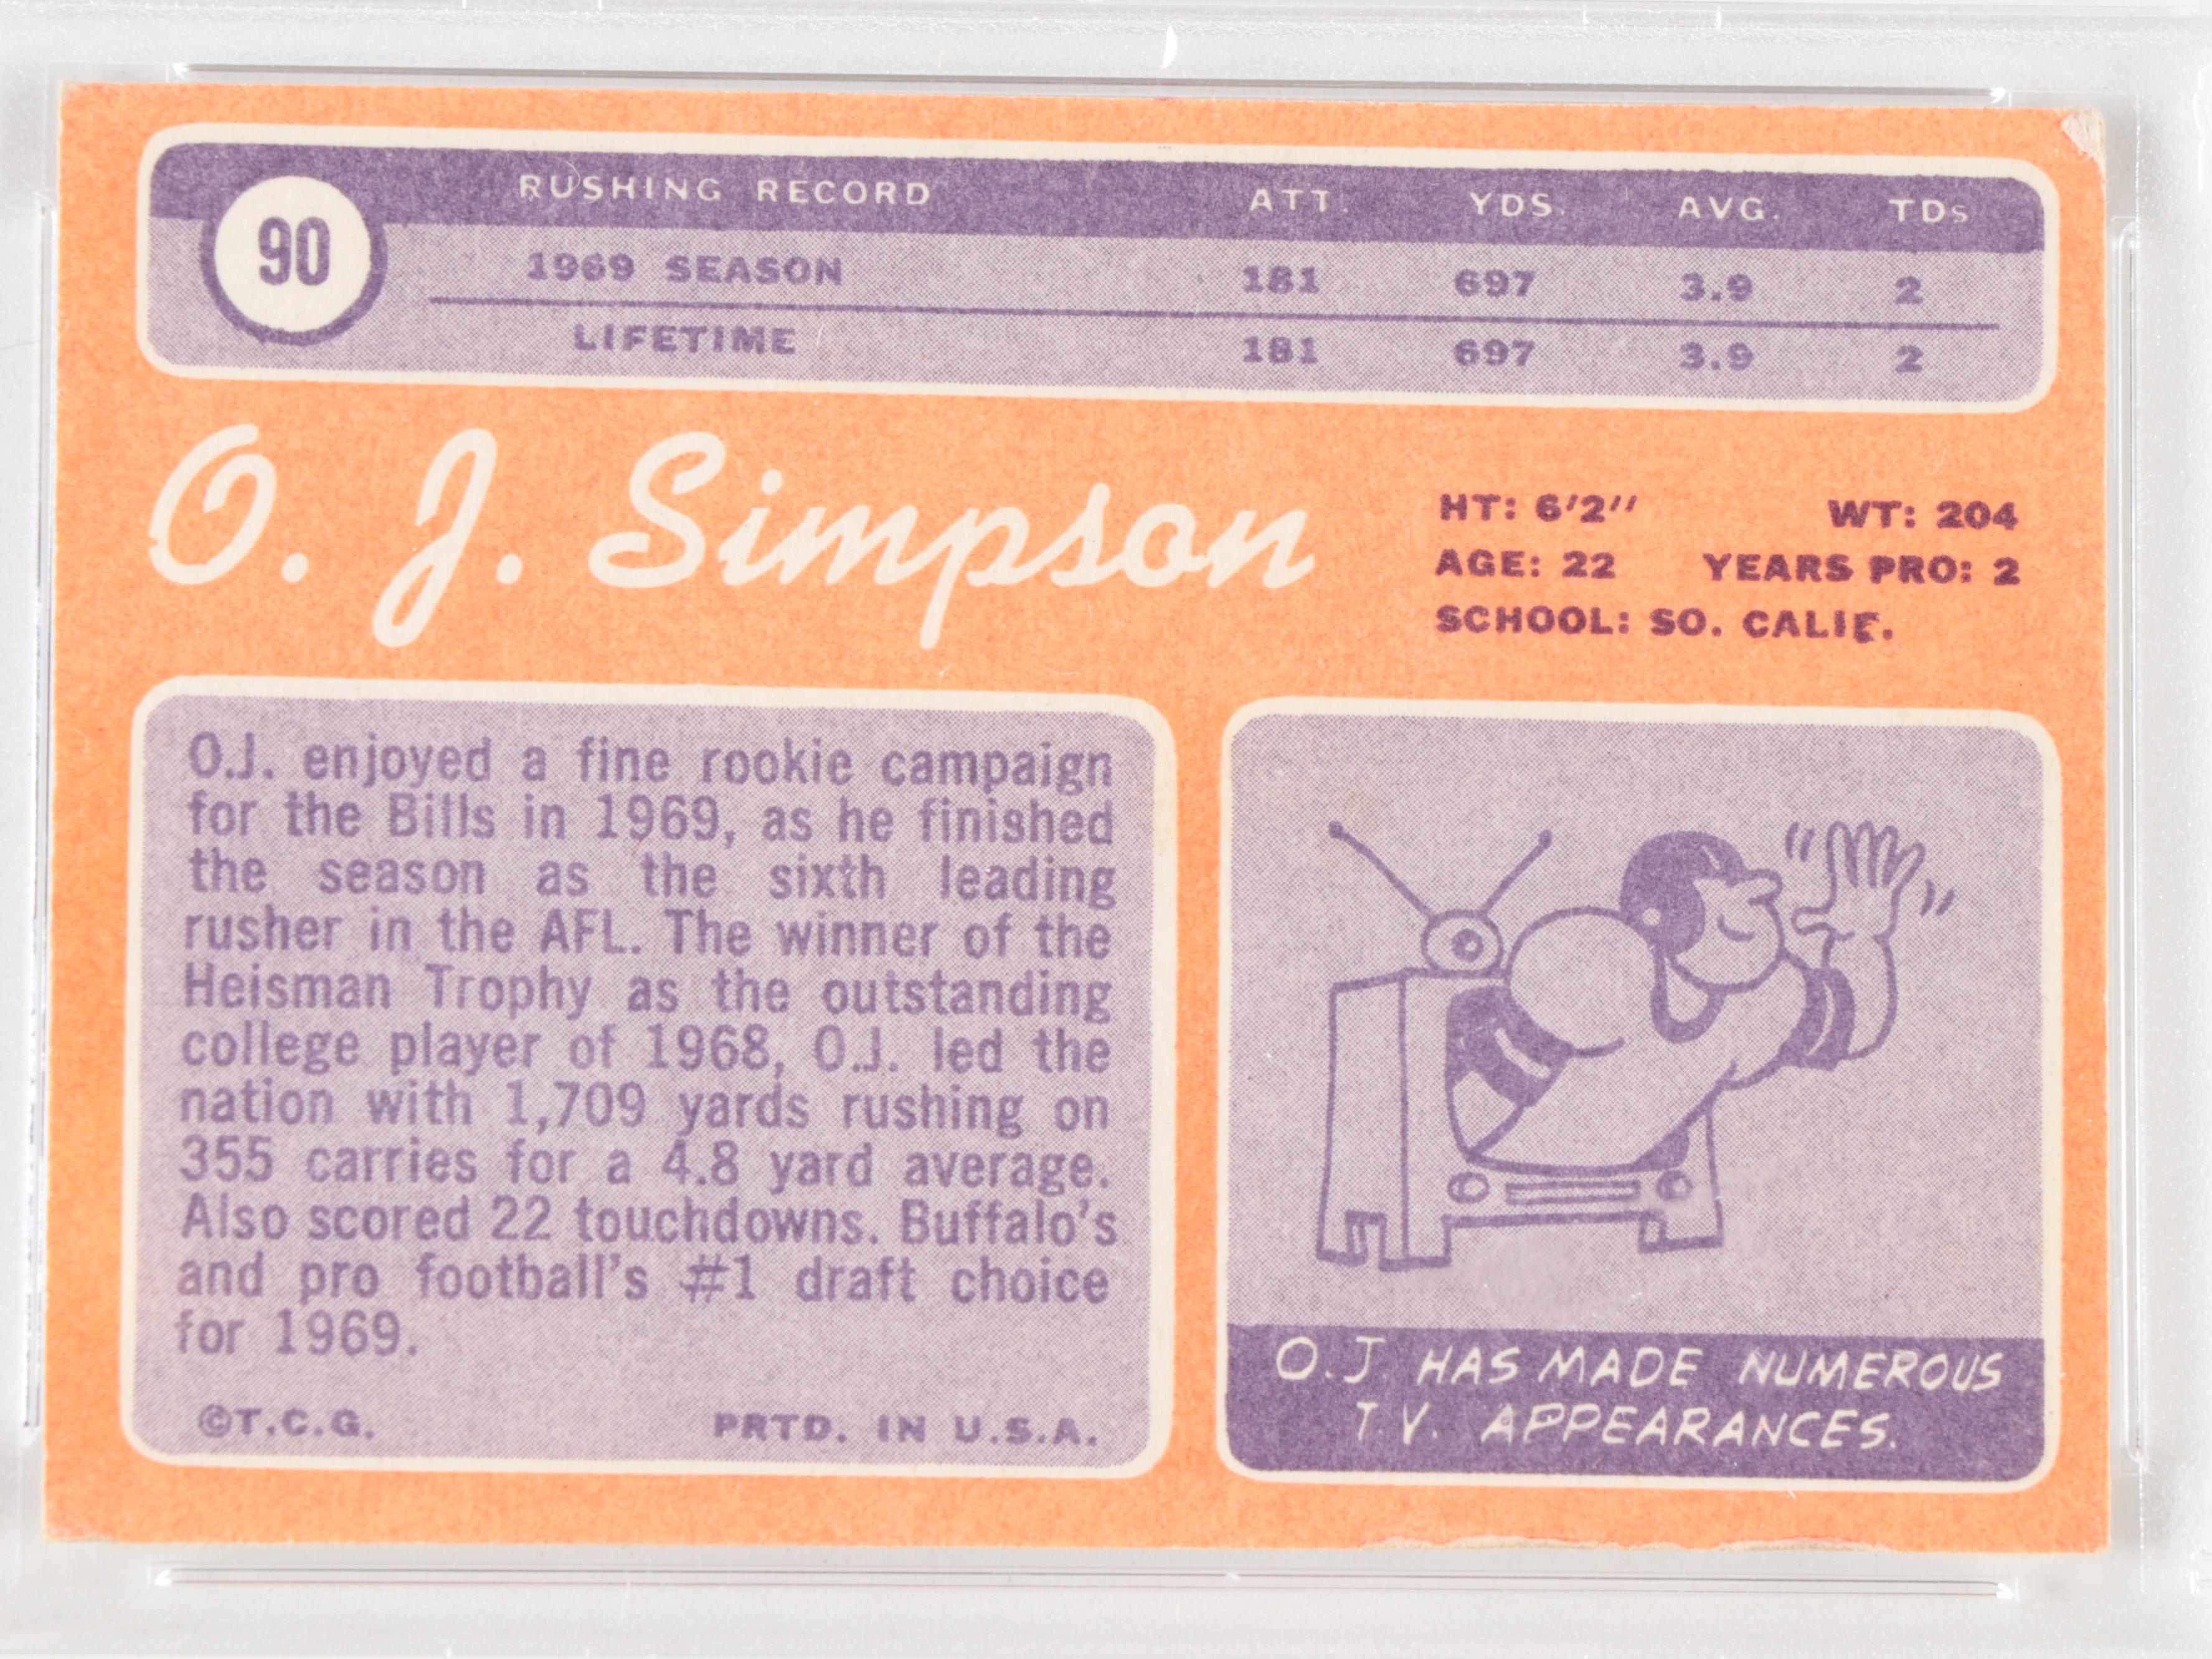 90
RUSHING RECORD ATT. YDS. AVG. TDs
1969 SEASON 181 697 3.9 2
LIFETIME 181 697 3.9 2
O. J. Simpson
HT: 6'2" WT: 204
AGE: 22 YEARS PRO: 2
SCHOOL: SO. CALIF.
O.J. enjoyed a fine rookie campaign
for the Bills in 1969, as he finished
the season as the sixth leading
rusher in the AFL. The winner of the
Heisman Trophy as the outstanding
college player of 1968, O.J. led the
nation with 1,709 yards rushing on
355 carries for a 4.8 yard average.
Also scored 22 touchdowns. Buffalo's
and pro football's #1 draft choice
for 1969.
©T.C.G. PRTD. IN U.S.A.
O.J. HAS MADE NUMEROUS
T.V. APPEARANCES.